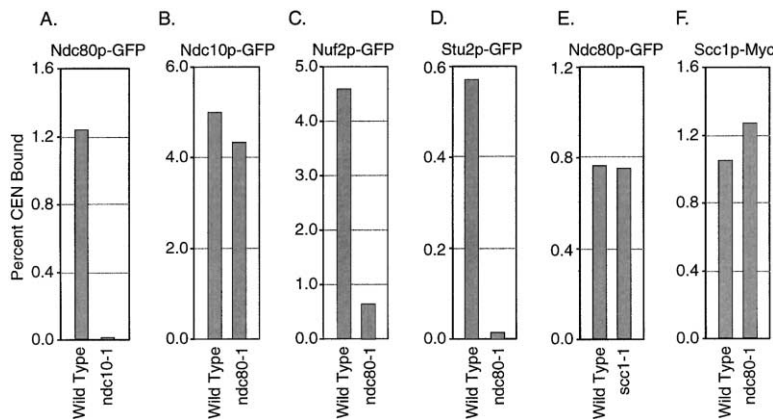 A.
Ndc80p-GFP
Percent CEN Bound
1.6
1.2
0.8
0.4
0.0
Wild Type
ndc10-1
B.
Ndc10p-GFP
6.0
4.0
2.0
0.0
Wild Type
ndc80-1
C.
Nuf2p-GFP
5.0
4.0
3.0
2.0
1.0
0.0
Wild Type
ndc80-1
D.
Stu2p-GFP
0.6
0.4
0.2
0.0
Wild Type
ndc80-1
E.
Ndc80p-GFP
1.2
0.8
0.4
0.0
Wild Type
scc1-1
F.
Scc1p-Myc
1.6
1.2
0.8
0.4
0.0
Wild Type
ndc80-1